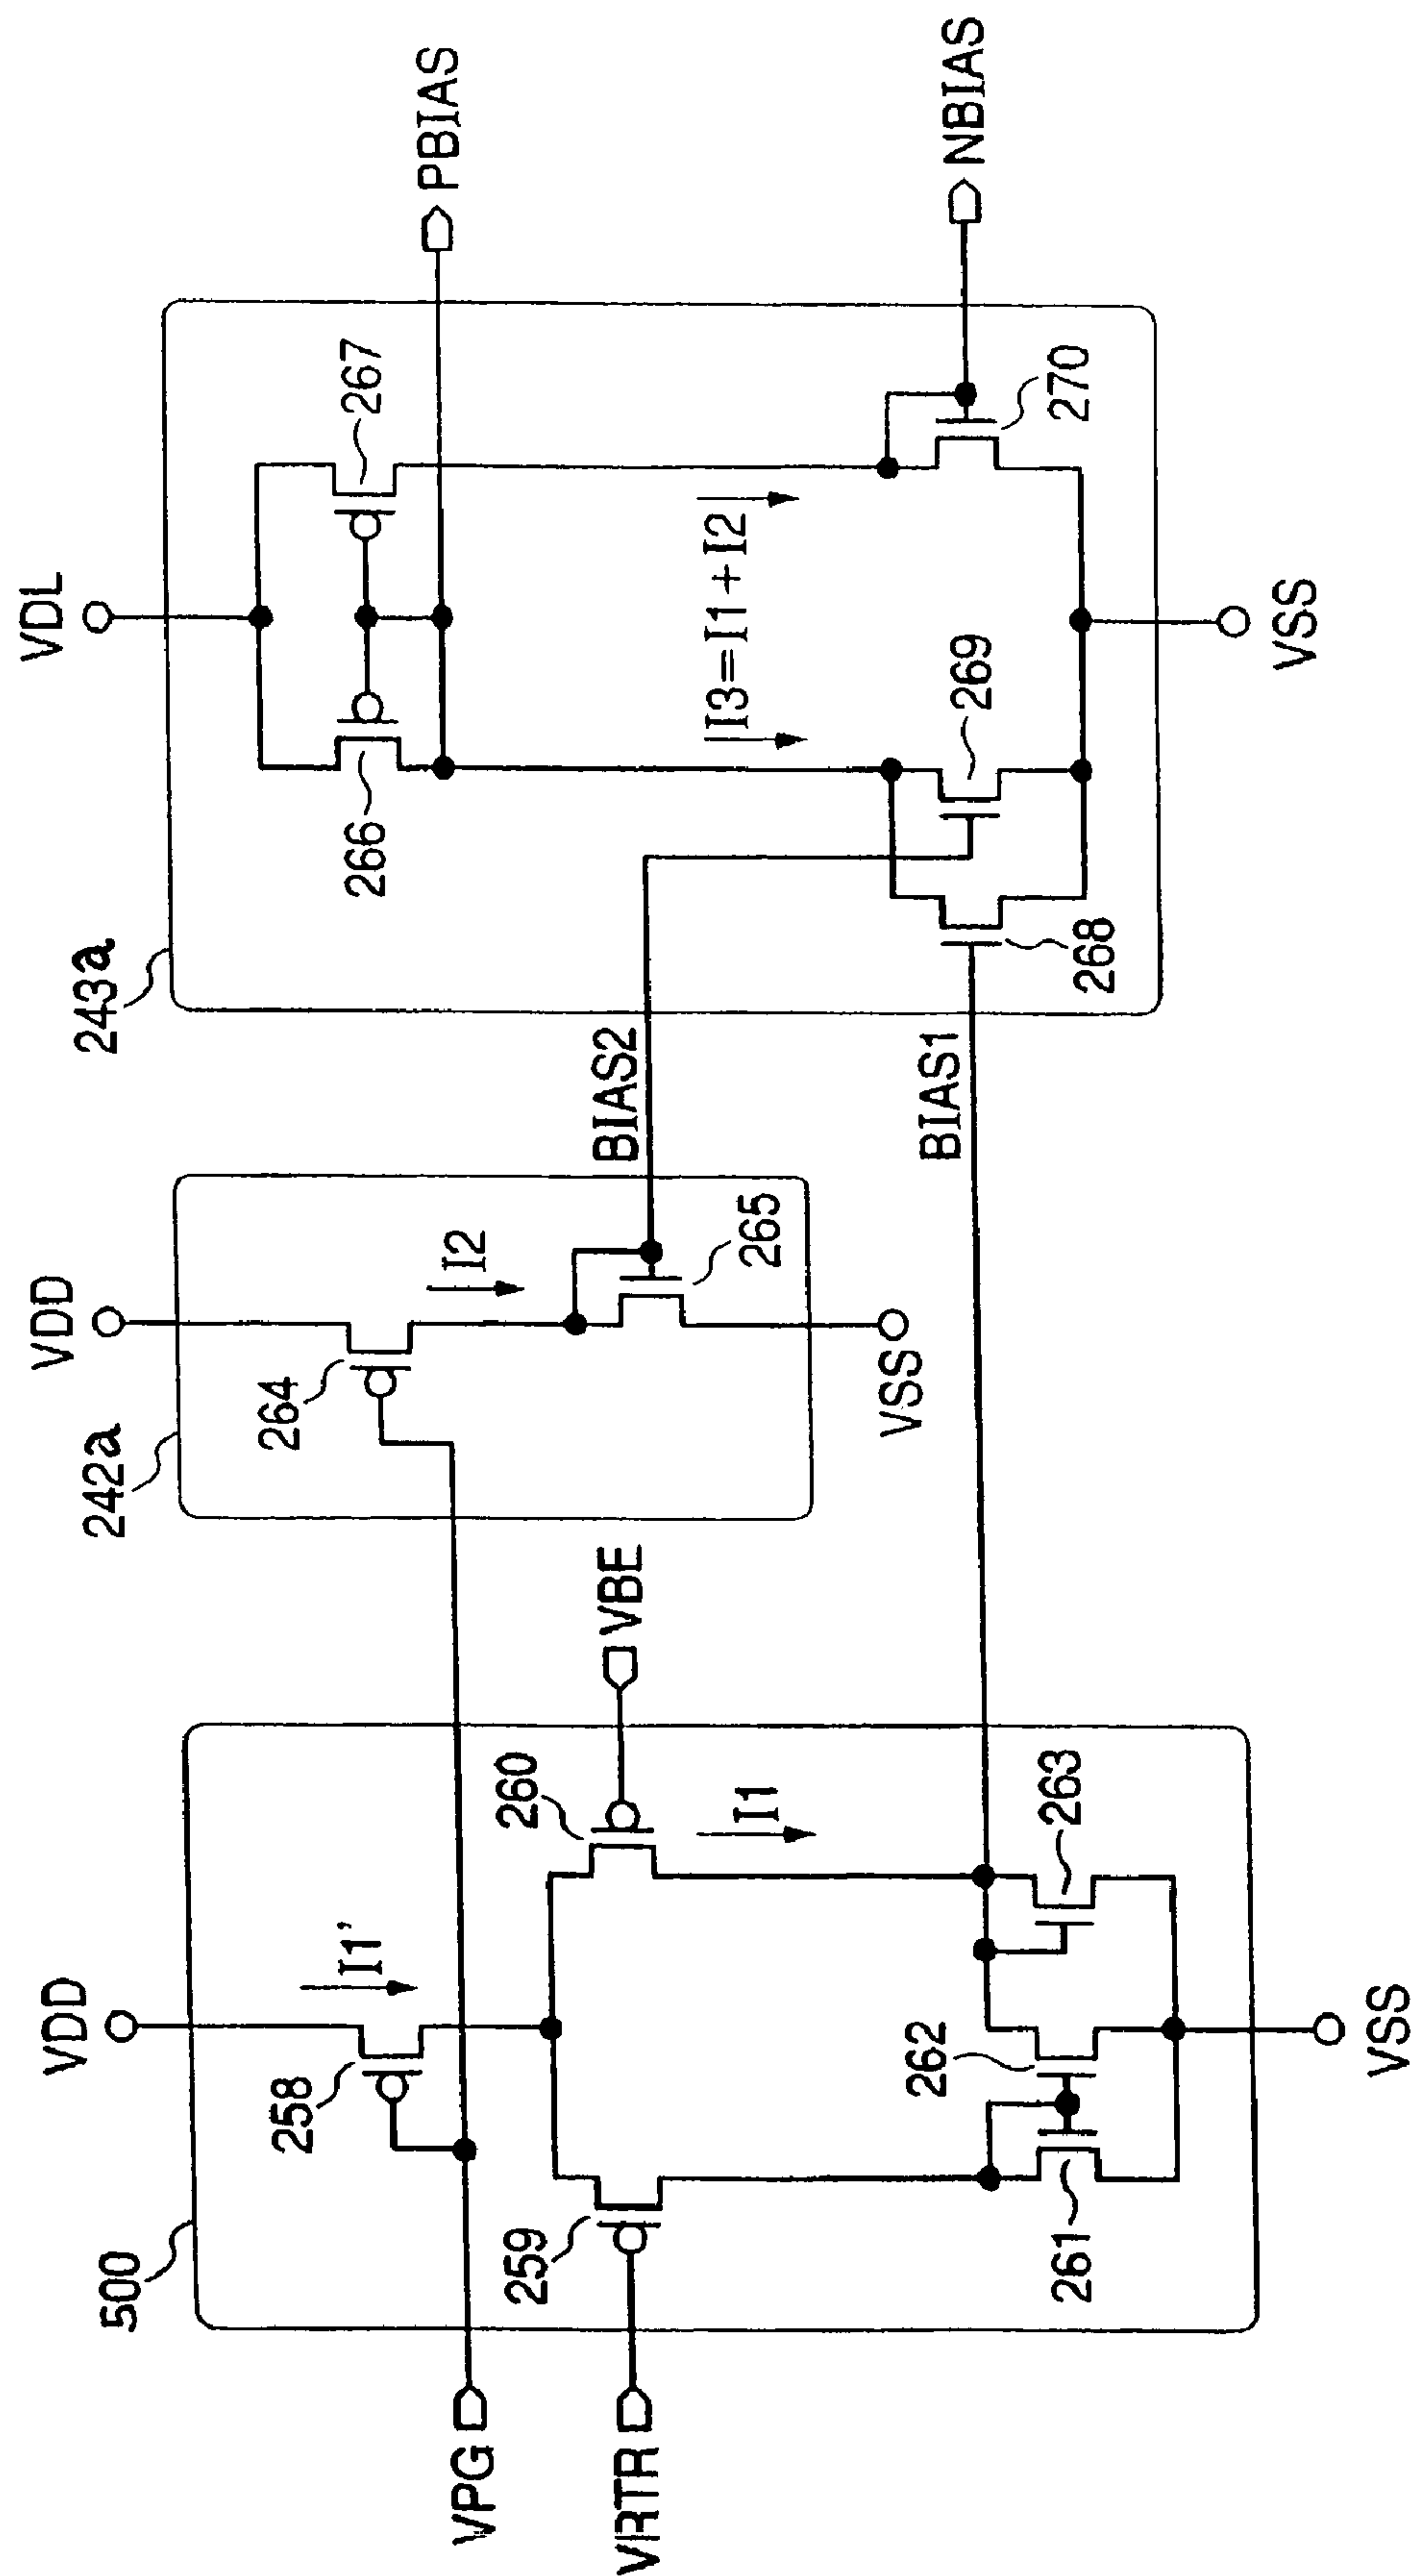 500
VDD
I1'
258
VPG
VRTR
259
260
VBE
I1
261
262
263
VSS
242a
VDD
264
I2
265
VSS
BIAS2
BIAS1
243a
VDL
266
267
PBIAS
I3=I1+I2
268
269
270
NBIAS
VSS